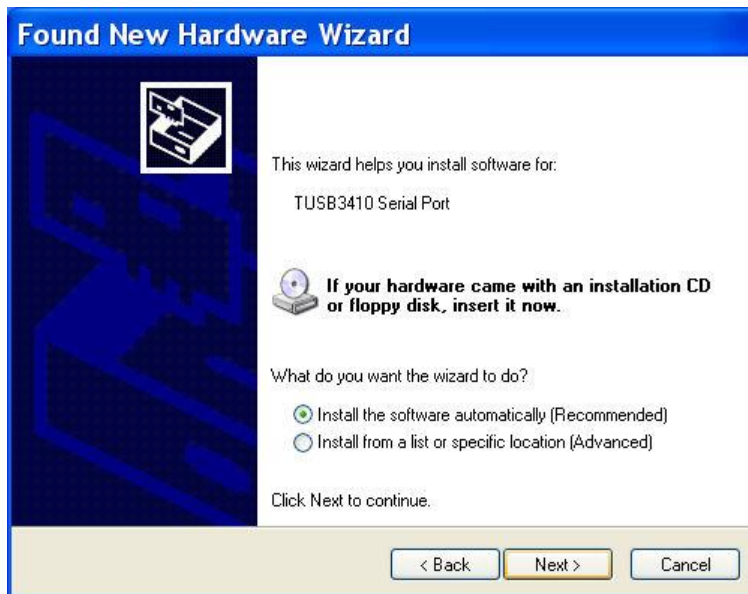 Found New Hardware Wizard
This wizard helps you install software for:
TUSB3410 Serial Port
If your hardware came with an installation CD
or floppy disk, insert it now.
What do you want the wizard to do?
Install the software automatically (Recommended)
Install from a list or specific location (Advanced)
Click Next to continue.
< Back Next > Cancel